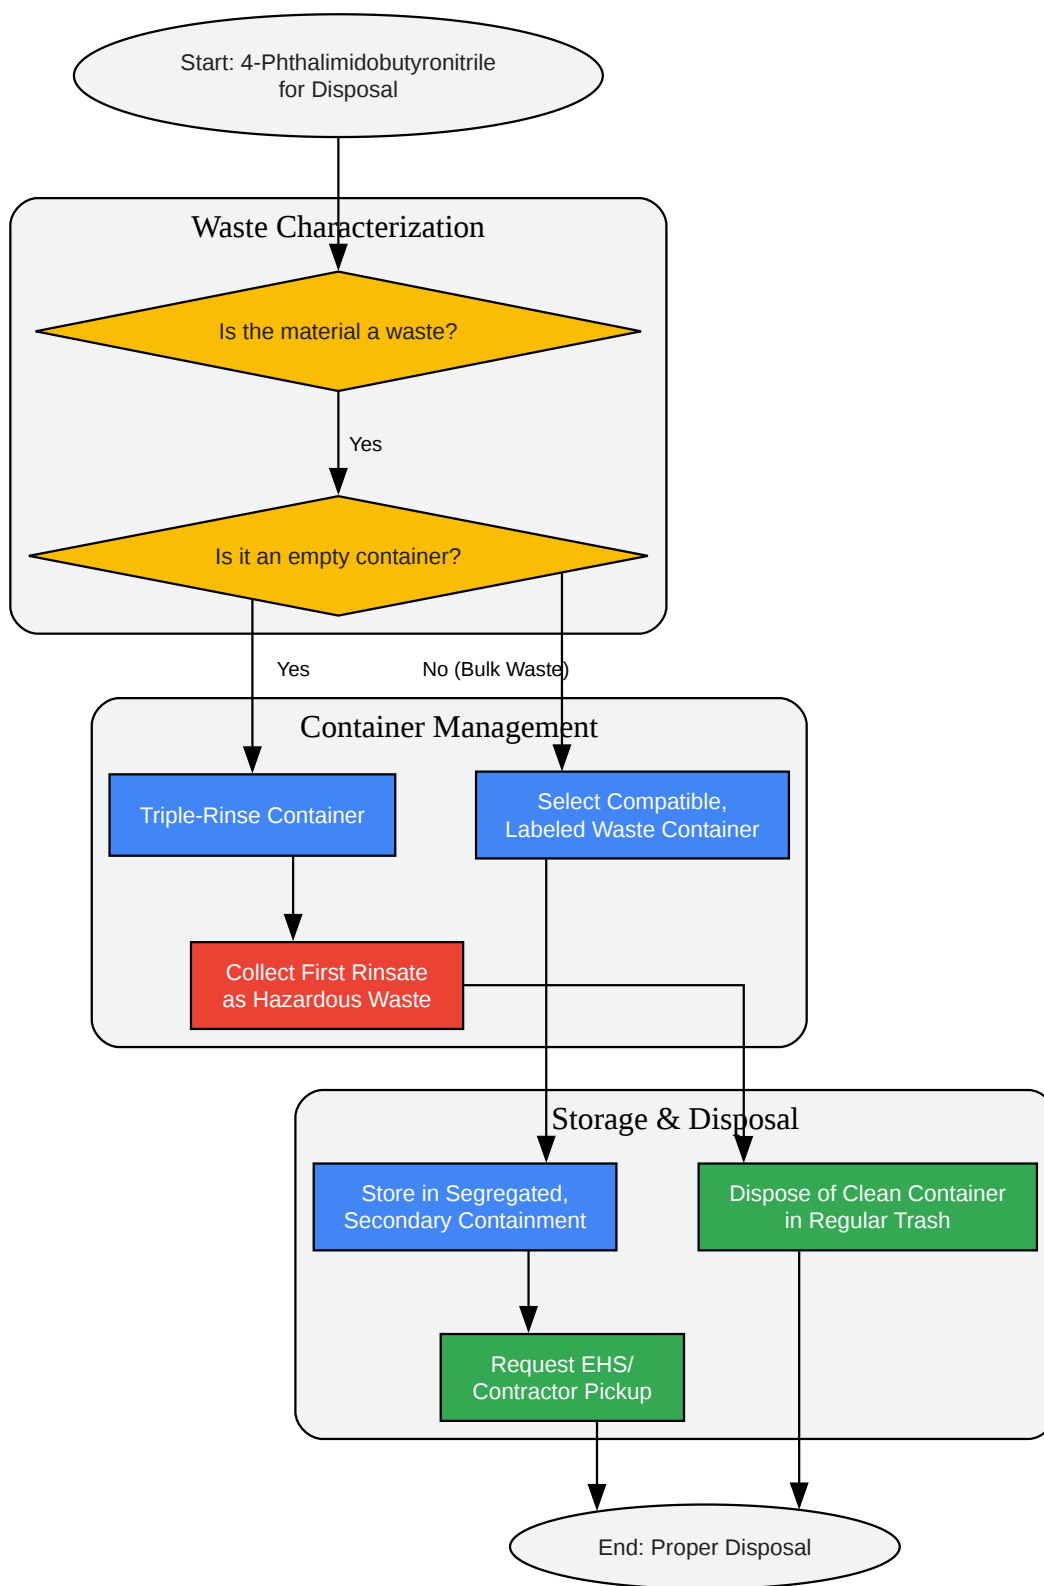 Start: 4-Phthalimidobutyronitrile
for Disposal
Waste Characterization
Is the material a waste?
Yes
Is it an empty container?
Yes
No (Bulk Waste)
Container Management
Triple-Rinse Container
Select Compatible,
Labeled Waste Container
Collect First Rinsate
as Hazardous Waste
Storage & Disposal
Store in Segregated,
Secondary Containment
Dispose of Clean Container
in Regular Trash
Request EHS/
Contractor Pickup
End: Proper Disposal